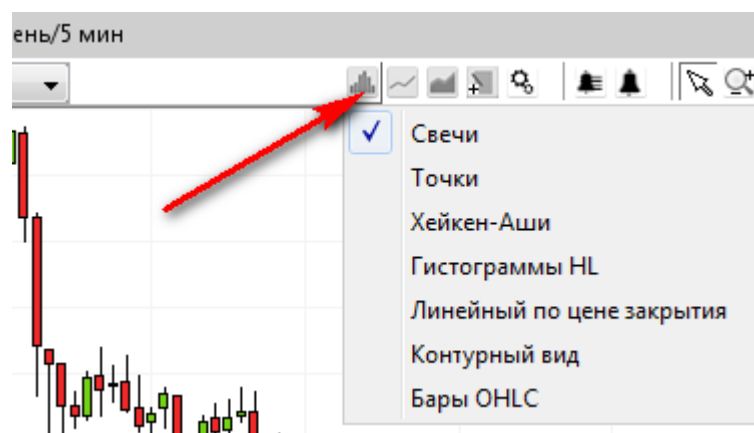 ень/5 мин
Свечи
Точки
Хейкен-Аши
Гистограммы HL
Линейный по цене закрытия
Контурный вид
Бары OHLC